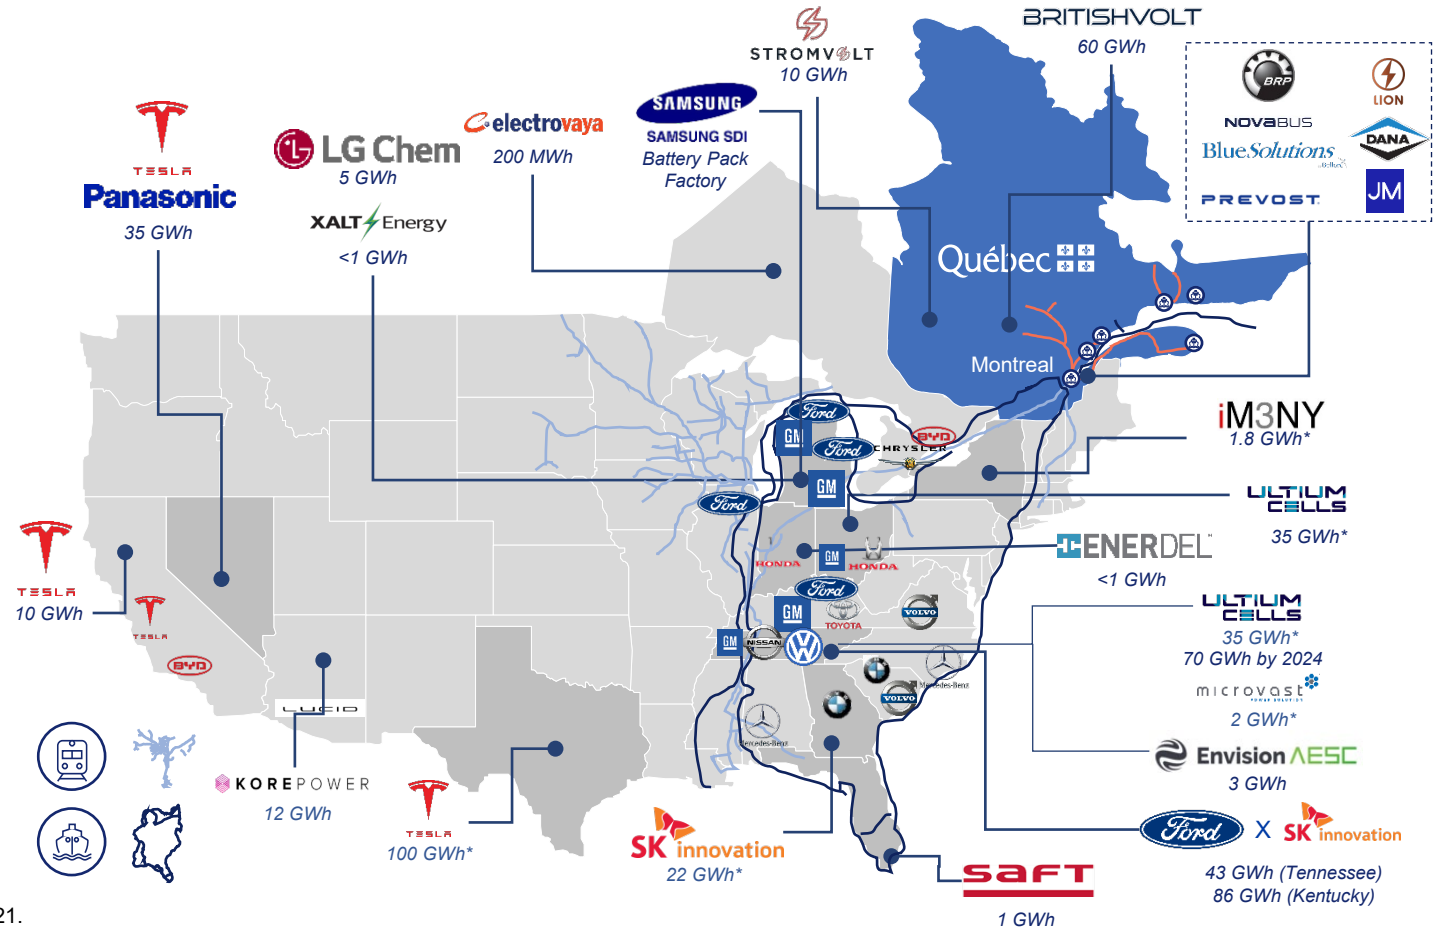 BRITISHVOLT
60 GWh
STROMVOLT
10 GWh
BRP
LION
NOVABUS
BlueSolutions
DANA
PREVOST
JM
SAMSUNG
SAMSUNG SDI
Battery Pack
Factory
electrovaya
200 MWh
TESLA
Panasonic
35 GWh
LG Chem
5 GWh
XALT Energy
<1 GWh
Québec
Montreal
iM3NY
1.8 GWh*
Ford
GM
Ford
BYD
CHRYSLER
GM
Ford
ULTIUM
CELLS
35 GWh*
ENERDEL
<1 GWh
HONDA
GM
HONDA
Ford
GM
TOYOTA
VOLVO
GM
NISSAN
Mercedes-Benz
VOLVO
Mercedes-Benz
TESLA
10 GWh
TESLA
BYD
LUCID
ULTIUM
CELLS
35 GWh*
70 GWh by 2024
microvast
POWER SOLUTION
2 GWh*
Envision AESC
3 GWh
KOREPOWER
12 GWh
TESLA
100 GWh*
SK innovation
22 GWh*
Ford X SK innovation
43 GWh (Tennessee)
86 GWh (Kentucky)
saft
1 GWh
21.